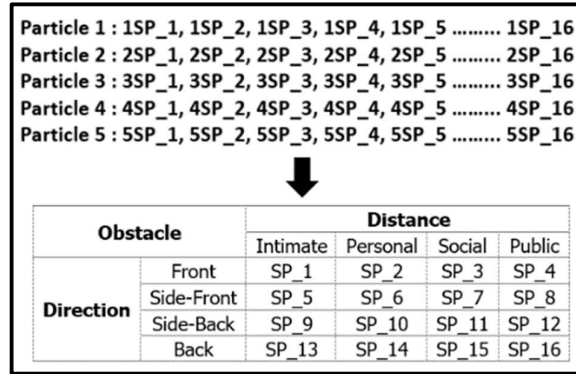 Particle 1 : 1SP_1, 1SP_2, 1SP_3, 1SP_4, 1SP_5 ......... 1SP_16
Particle 2 : 2SP_1, 2SP_2, 2SP_3, 2SP_4, 2SP_5 ......... 2SP_16
Particle 3 : 3SP_1, 3SP_2, 3SP_3, 3SP_4, 3SP_5 ......... 3SP_16
Particle 4 : 4SP_1, 4SP_2, 4SP_3, 4SP_4, 4SP_5 ......... 4SP_16
Particle 5 : 5SP_1, 5SP_2, 5SP_3, 5SP_4, 5SP_5 ......... 5SP_16
Obstacle Distance
Intimate Personal Social Public
Direction Front SP_1 SP_2 SP_3 SP_4
Side-Front SP_5 SP_6 SP_7 SP_8
Side-Back SP_9 SP_10 SP_11 SP_12
Back SP_13 SP_14 SP_15 SP_16